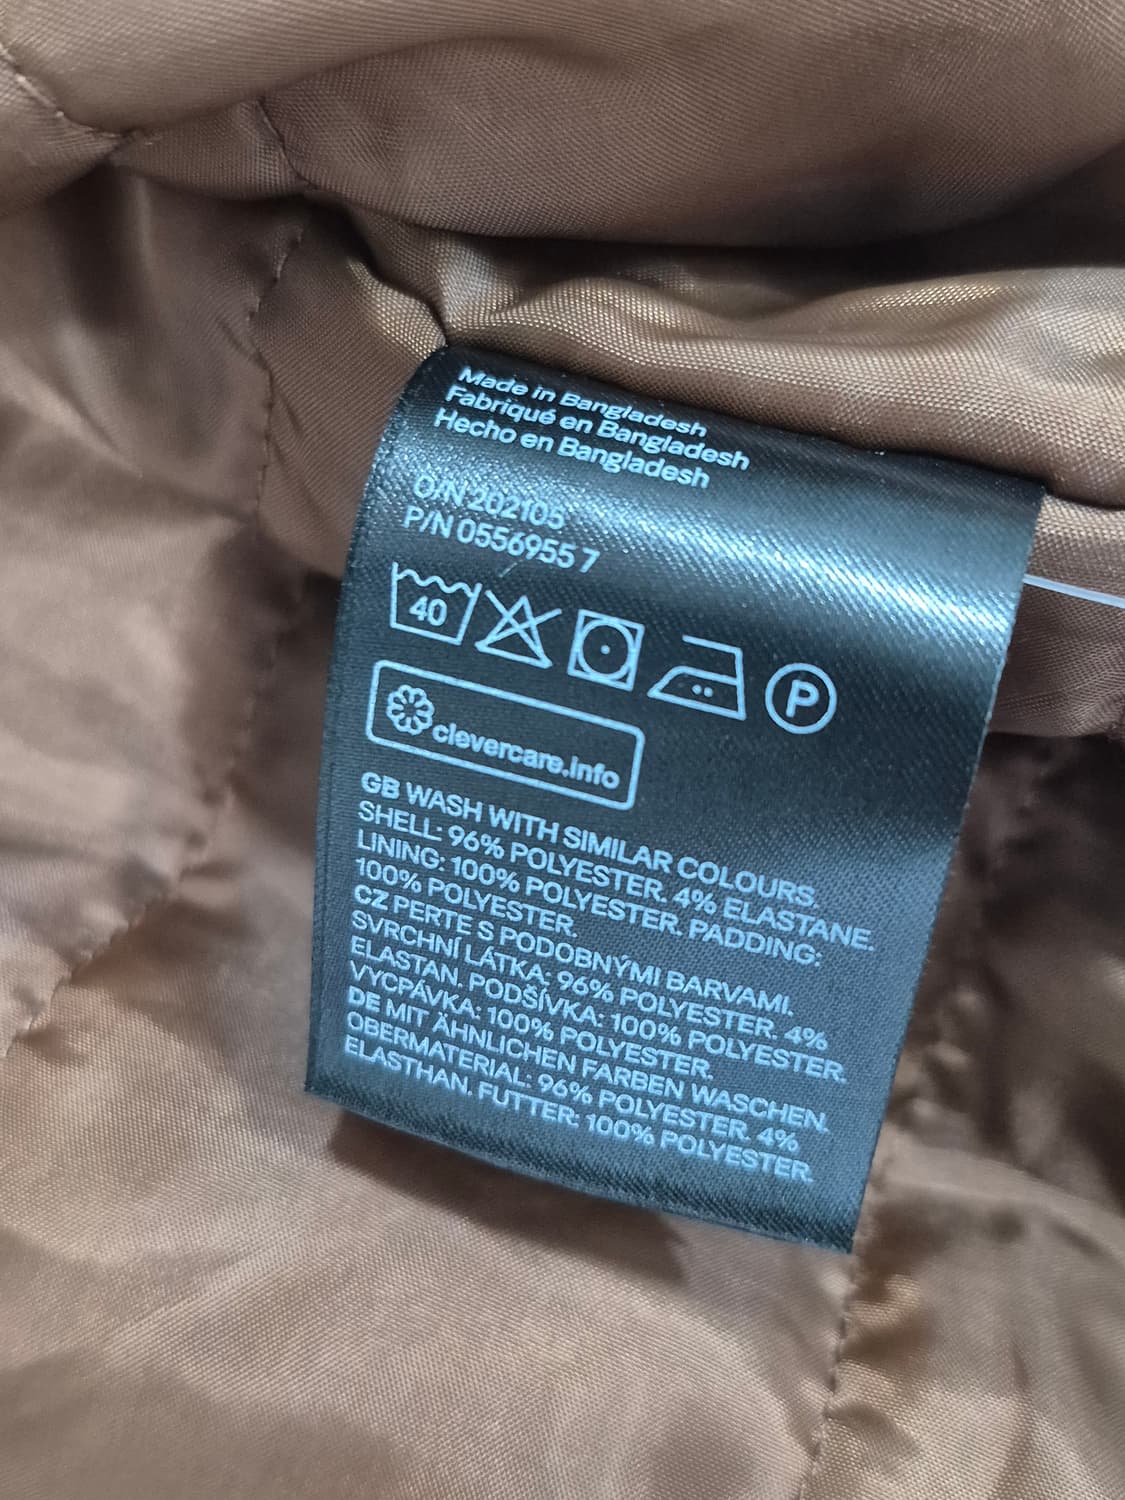 Made in Bangladesh
Fabriqué en Bangladesh
Hecho en Bangladesh
O/N 202105
P/N 0556955 7
40
P
clevercare.info
GB WASH WITH SIMILAR COLOURS.
SHELL: 96% POLYESTER. 4% ELASTANE.
LINING: 100% POLYESTER. PADDING:
100% POLYESTER.
CZ PERTE S PODOBNÝMI BARVAMI.
SVRCHNÍ LÁTKA: 96% POLYESTER. 4%
ELASTAN. PODŠÍVKA: 100% POLYESTER.
VYCPÁVKA: 100% POLYESTER.
DE MIT ÄHNLICHEN FARBEN WASCHEN.
OBERMATERIAL: 96% POLYESTER. 4%
ELASTHAN. FUTTER: 100% POLYESTER.